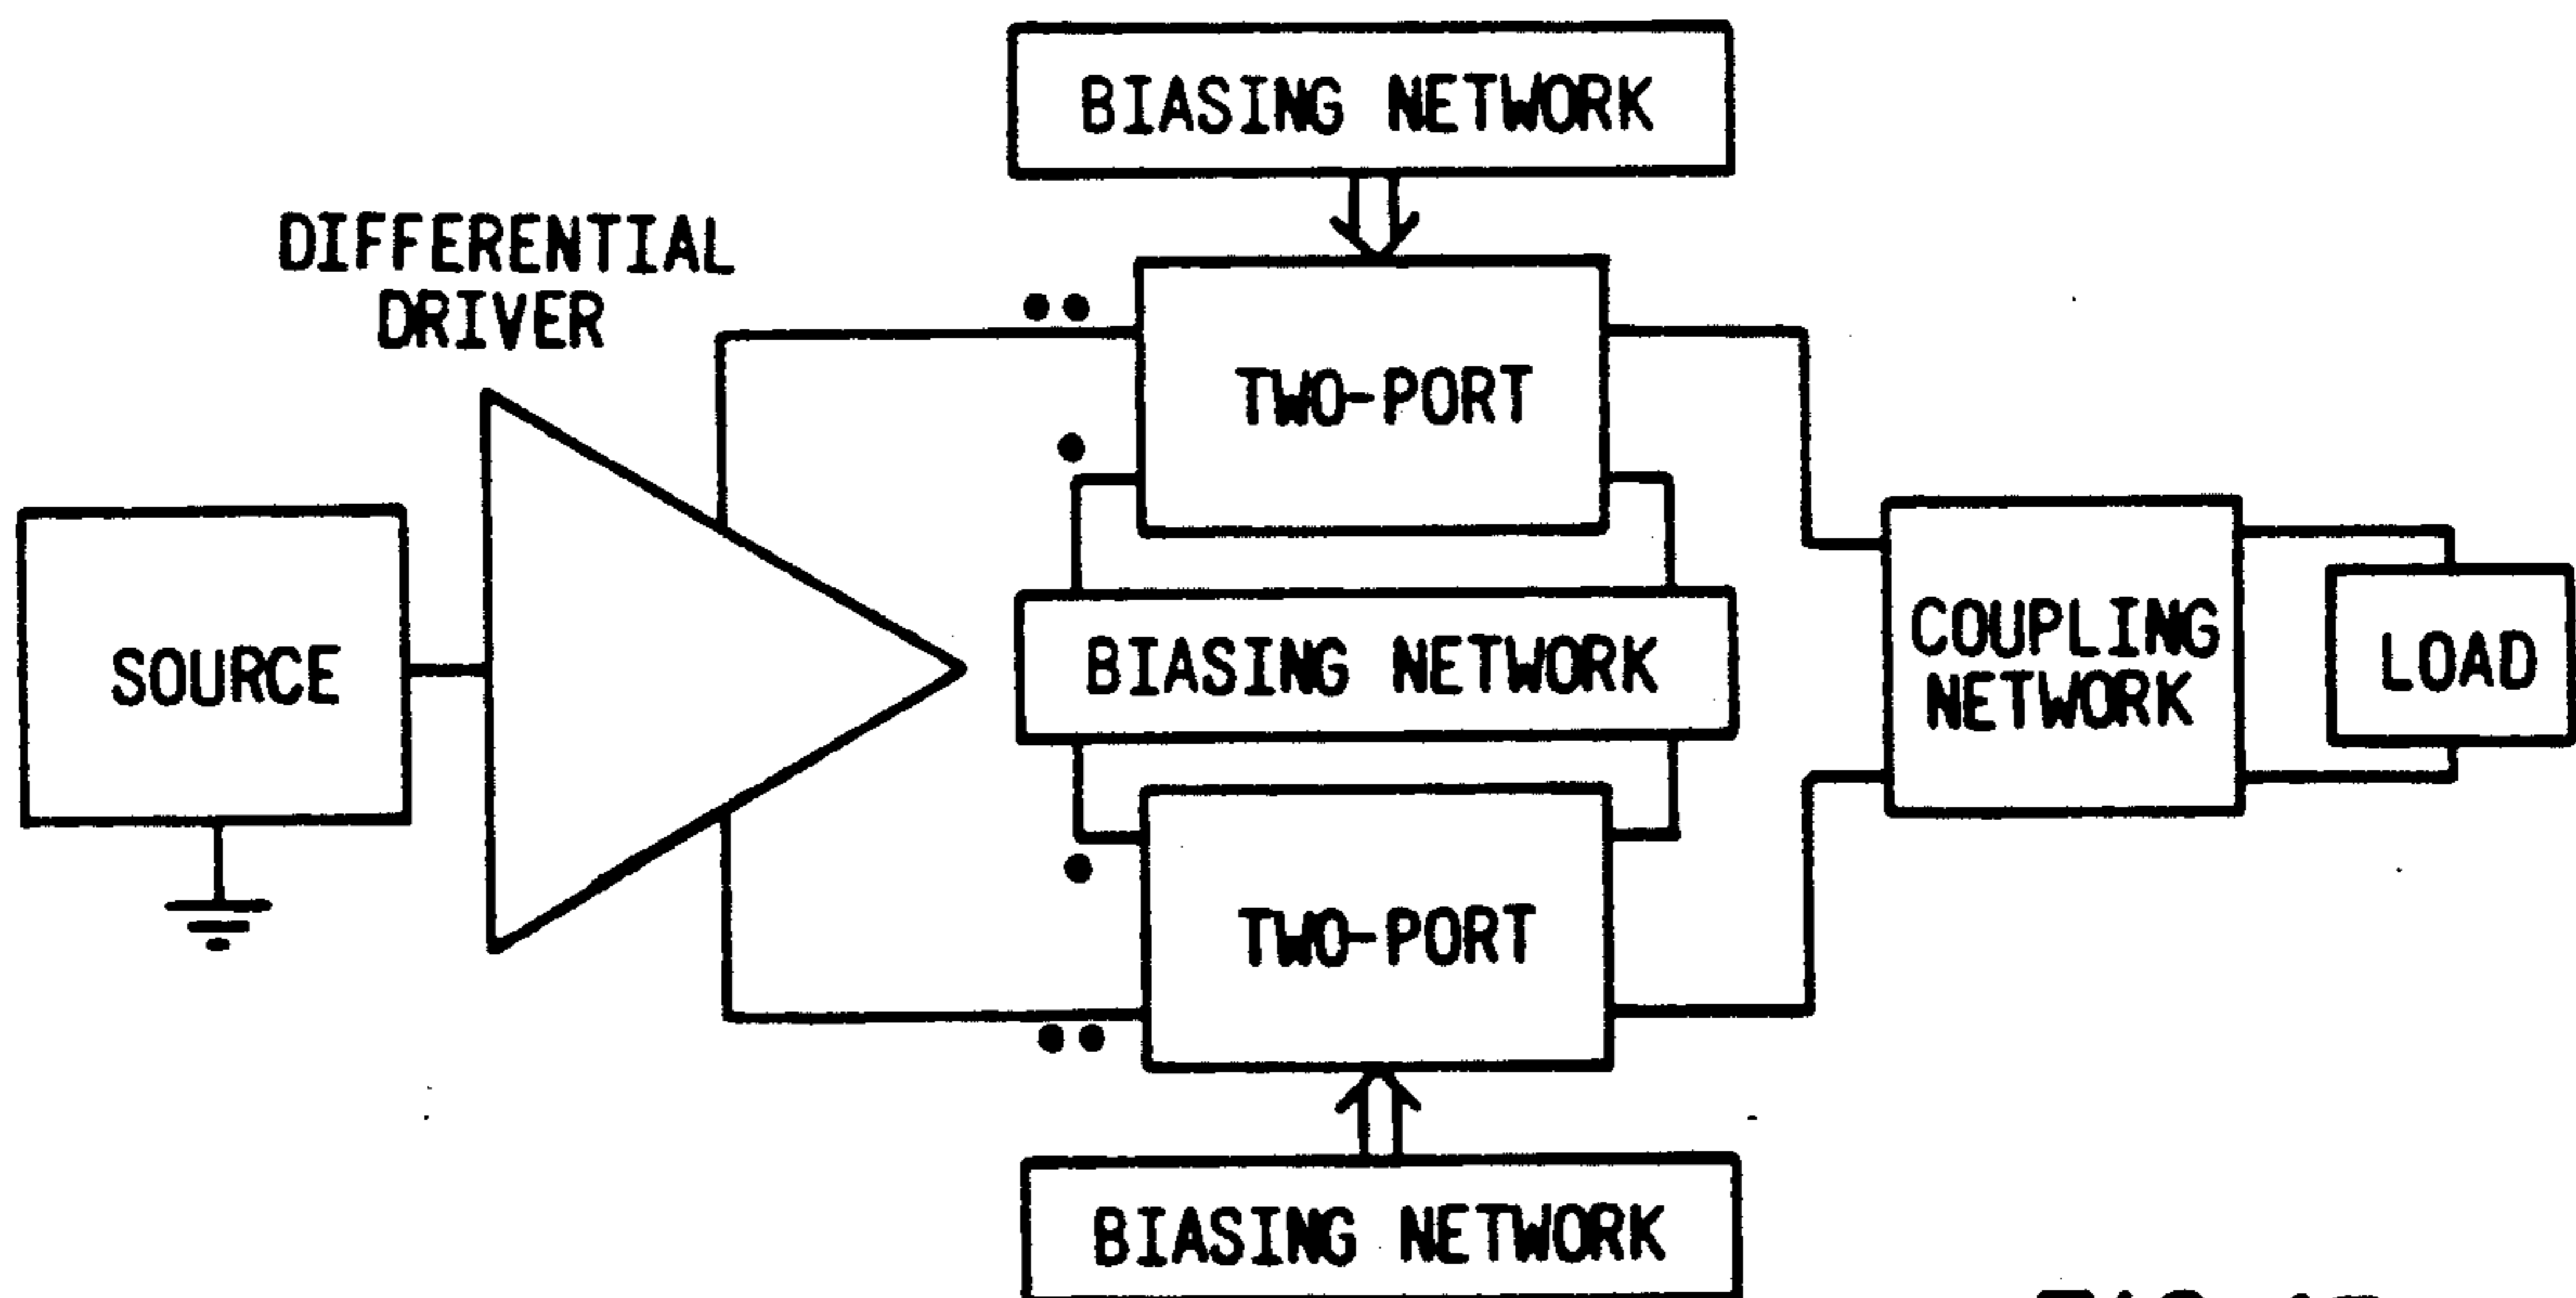 BIASING NETWORK
DIFFERENTIAL
DRIVER
TWO-PORT
SOURCE
BIASING NETWORK
COUPLING
NETWORK
LOAD
TWO-PORT
BIASING NETWORK